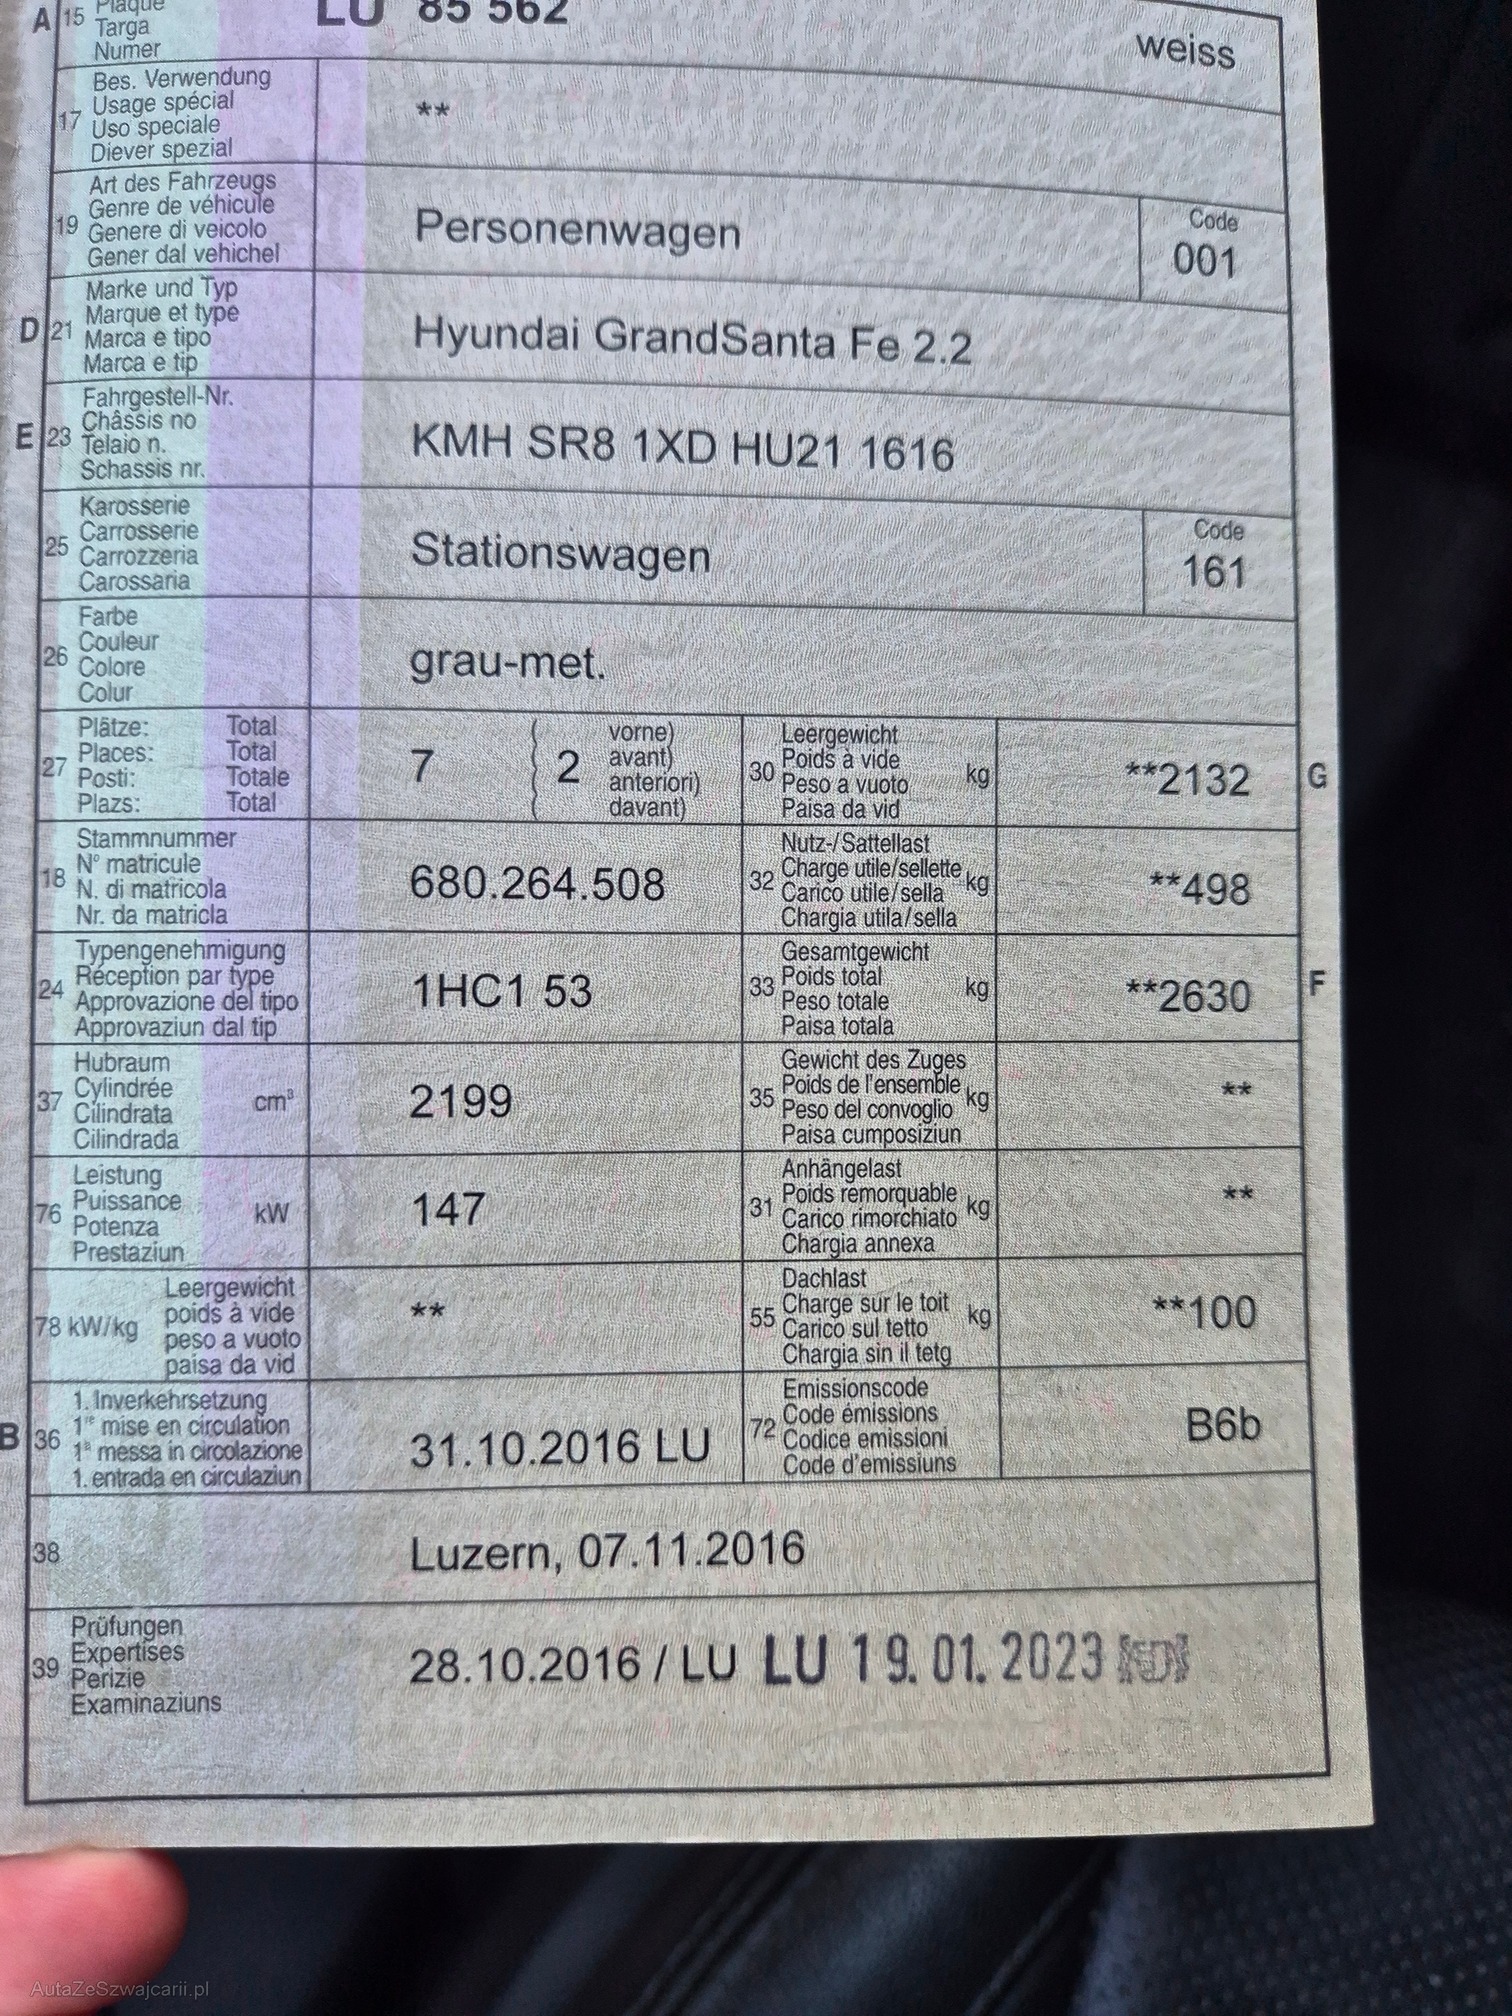 A 15 Plaque LU 85 562
Targa weiss
Numer
Bes. Verwendung
17 Usage spécial **
Uso speciale
Diever spezial
Art des Fahrzeugs Code
19 Genre de véhicule Personenwagen 001
Genere di veicolo
Gener dal vehichel
Marke und Typ
D 21 Marque et type Hyundai GrandSanta Fe 2.2
Marca e tipo
Marca e tip
Fahrgestell-Nr.
E 23 Châssis no KMH SR8 1XD HU21 1616
Telaio n.
Schassis nr.
Karosserie Code
25 Carrosserie Stationswagen 161
Carrozzeria
Carossaria
Farbe
26 Couleur grau-met.
Colore
Colur
Plätze: Total vorne) Leergewicht
27 Places: Total 7 ( 2 avant) 30 Poids à vide kg **2132 G
Posti: Totale anteriori) Peso a vuoto
Plazs: Total davant) Paisa da vid
Stammnummer Nutz-/Sattellast
18 N° matricule 680.264.508 32 Charge utile/sellette kg **498
N. di matricola Carico utile/sella
Nr. da matricla Chargia utila/sella
Typengenehmigung Gesamtgewicht
24 Réception par type 1HC1 53 33 Poids total kg **2630 F
Approvazione del tipo Peso totale
Approvaziun dal tip Paisa totala
Hubraum Gewicht des Zuges
37 Cylindrée cm³ 2199 35 Poids de l'ensemble kg **
Cilindrata Peso del convoglio
Cilindrada Paisa cumposiziun
Leistung Anhängelast
76 Puissance kW 147 31 Poids remorquable kg **
Potenza Carico rimorchiato
Prestaziun Chargia annexa
Leergewicht Dachlast
78 kW/kg poids à vide ** 55 Charge sur le toit kg **100
peso a vuoto Carico sul tetto
paisa da vid Chargia sin il tetg
1. Inverkehrsetzung Emissionscode
B 36 1re mise en circulation 31.10.2016 LU 72 Code émissions B6b
1a messa in circolazione Codice emissioni
1. entrada en circulaziun Code d'emissiuns
38 Luzern, 07.11.2016
Prüfungen
39 Expertises 28.10.2016 / LU LU 19.01.2023
Perizie
Examinaziuns
AutaZeSzwajcarii.pl